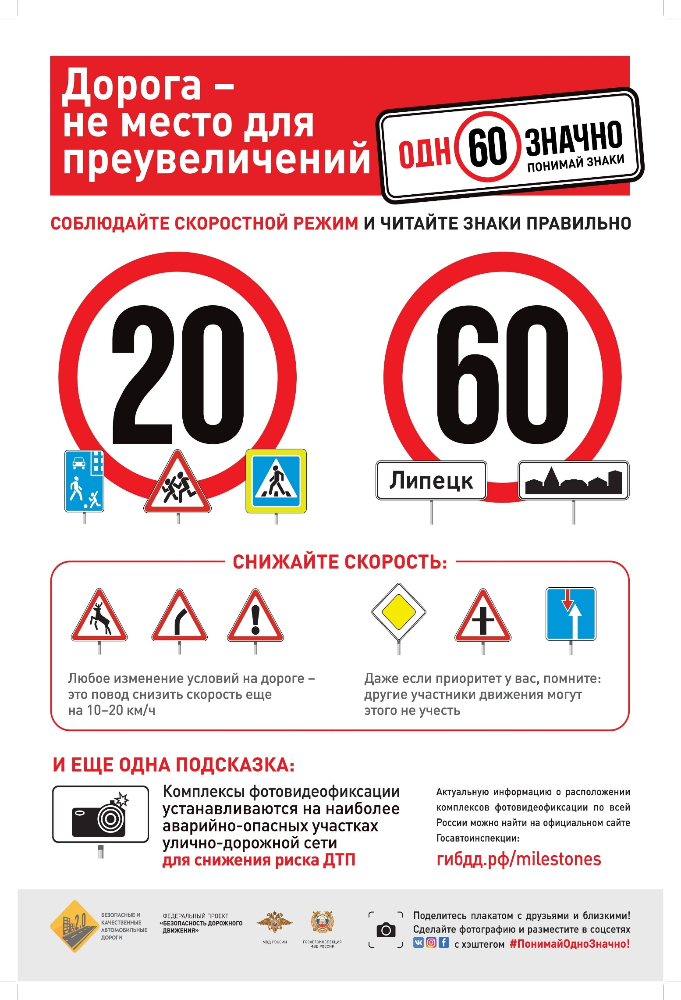 Дорога –
не место для
преувеличений
ОДН 60 ЗНАЧНО
ПОНИМАЙ ЗНАКИ
СОБЛЮДАЙТЕ СКОРОСТНОЙ РЕЖИМ И ЧИТАЙТЕ ЗНАКИ ПРАВИЛЬНО
20
60
Липецк
СНИЖАЙТЕ СКОРОСТЬ:
Любое изменение условий на дороге –
это повод снизить скорость еще
на 10–20 км/ч
Даже если приоритет у вас, помните:
другие участники движения могут
этого не учесть
И ЕЩЕ ОДНА ПОДСКАЗКА:
Комплексы фотовидеофиксации
устанавливаются на наиболее
аварийно-опасных участках
улично-дорожной сети
для снижения риска ДТП
Актуальную информацию о расположении
комплексов фотовидеофиксации по всей
России можно найти на официальном сайте
Госавтоинспекции:
гибдд.рф/milestones
2.0
БЕЗОПАСНЫЕ И
КАЧЕСТВЕННЫЕ
АВТОМОБИЛЬНЫЕ
ДОРОГИ
ФЕДЕРАЛЬНЫЙ ПРОЕКТ
«БЕЗОПАСНОСТЬ ДОРОЖНОГО
ДВИЖЕНИЯ»
МВД РОССИИ
ГОСАВТОИНСПЕКЦИЯ
МВД РОССИИ
Поделитесь плакатом с друзьями и близкими!
Сделайте фотографию и разместите в соцсетях
с хэштегом #ПонимайОдноЗначно!